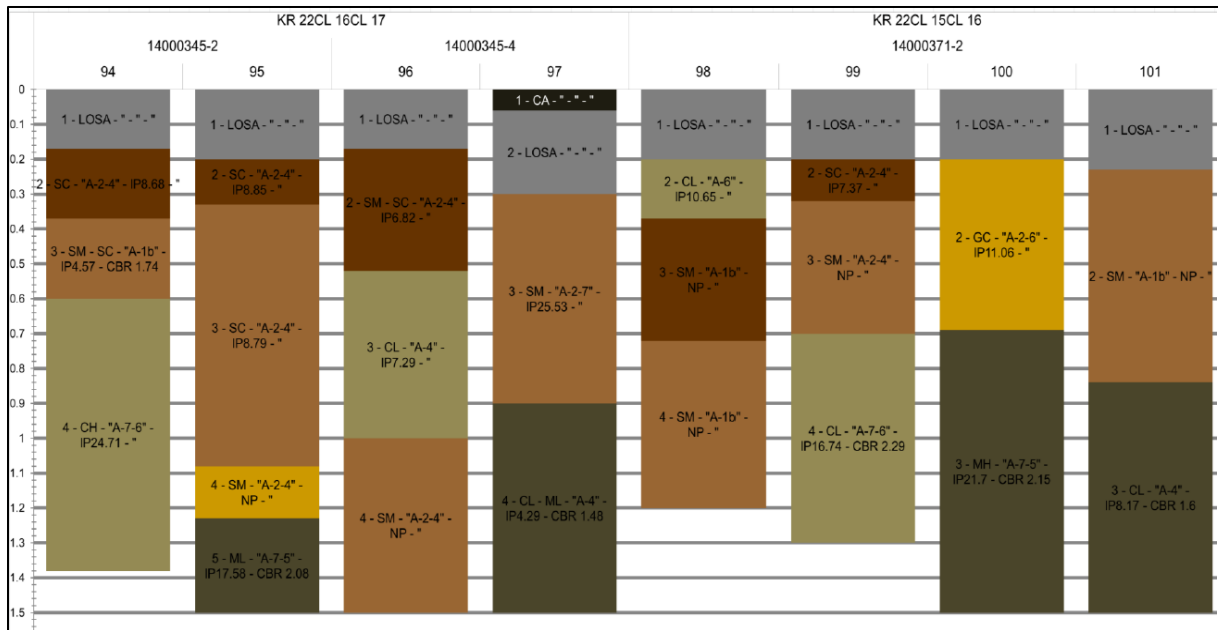 KR 22CL 16CL 17
KR 22CL 15CL 16
14000345-2
14000345-4
14000371-2
94
95
96
97
98
99
100
101
0
0.1
0.2
0.3
0.4
0.5
0.6
0.7
0.8
0.9
1
1.1
1.2
1.3
1.4
1.5
1 - LOSA - " - " - "
2 - SC - "A-2-4" - IP8.68 - "
3 - SM - SC - "A-1b" -
IP4.57 - CBR 1.74
4 - CH - "A-7-6" -
IP24.71 - "
1 - LOSA - " - " - "
2 - SC - "A-2-4" -
IP8.85 - "
3 - SC - "A-2-4" -
IP8.79 - "
4 - SM - "A-2-4" -
NP - "
5 - ML - "A-7-5" -
IP17.58 - CBR 2.08
1 - LOSA - " - " - "
2 - SM - SC - "A-2-4" -
IP6.82 - "
3 - CL - "A-4" -
IP7.29 - "
4 - SM - "A-2-4" -
NP - "
1 - CA - " - " - "
2 - LOSA - " - " - "
3 - SM - "A-2-7" -
IP25.53 - "
4 - CL - ML - "A-4" -
IP4.29 - CBR 1.48
1 - LOSA - " - " - "
2 - CL - "A-6" -
IP10.65 - "
3 - SM - "A-1b" -
NP - "
4 - SM - "A-1b" -
NP - "
1 - LOSA - " - " - "
2 - SC - "A-2-4" -
IP7.37 - "
3 - SM - "A-2-4" -
NP - "
4 - CL - "A-7-6" -
IP16.74 - CBR 2.29
1 - LOSA - " - " - "
2 - GC - "A-2-6" -
IP11.06 - "
3 - MH - "A-7-5" -
IP21.7 - CBR 2.15
1 - LOSA - " - " - "
2 - SM - "A-1b" - NP - "
3 - CL - "A-4" -
IP8.17 - CBR 1.6